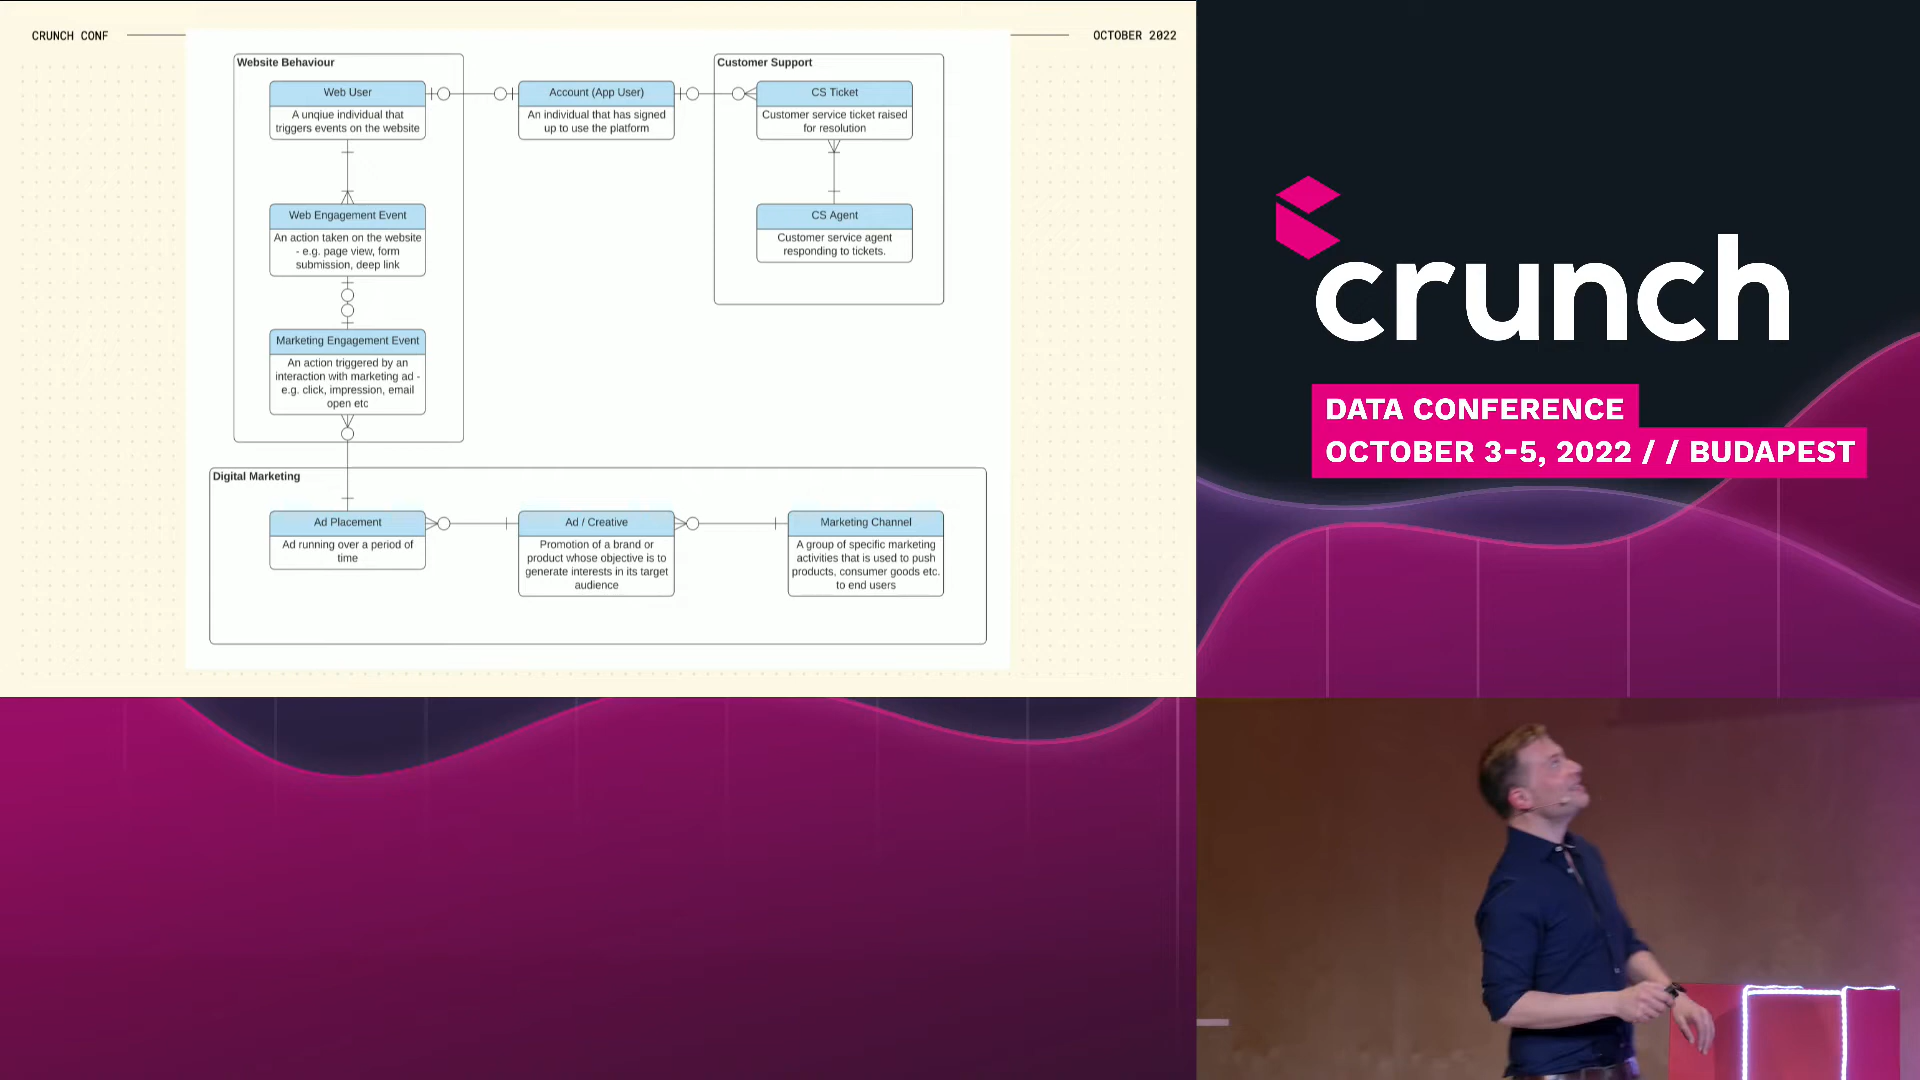 CRUNCH CONF
OCTOBER 2022
Website Behaviour
Web User
A unqiue individual that
triggers events on the website
Account (App User)
An individual that has signed
up to use the platform
Customer Support
CS Ticket
Customer service ticket raised
for resolution
Web Engagement Event
An action taken on the website
- e.g. page view, form
submission, deep link
CS Agent
Customer service agent
responding to tickets.
Marketing Engagement Event
An action triggered by an
interaction with marketing ad -
e.g. click, impression, email
open etc
Digital Marketing
Ad Placement
Ad running over a period of
time
Ad / Creative
Promotion of a brand or
product whose objective is to
generate interests in its target
audience
Marketing Channel
A group of specific marketing
activities that is used to push
products, consumer goods etc.
to end users
crunch
DATA CONFERENCE
OCTOBER 3-5, 2022 / / BUDAPEST